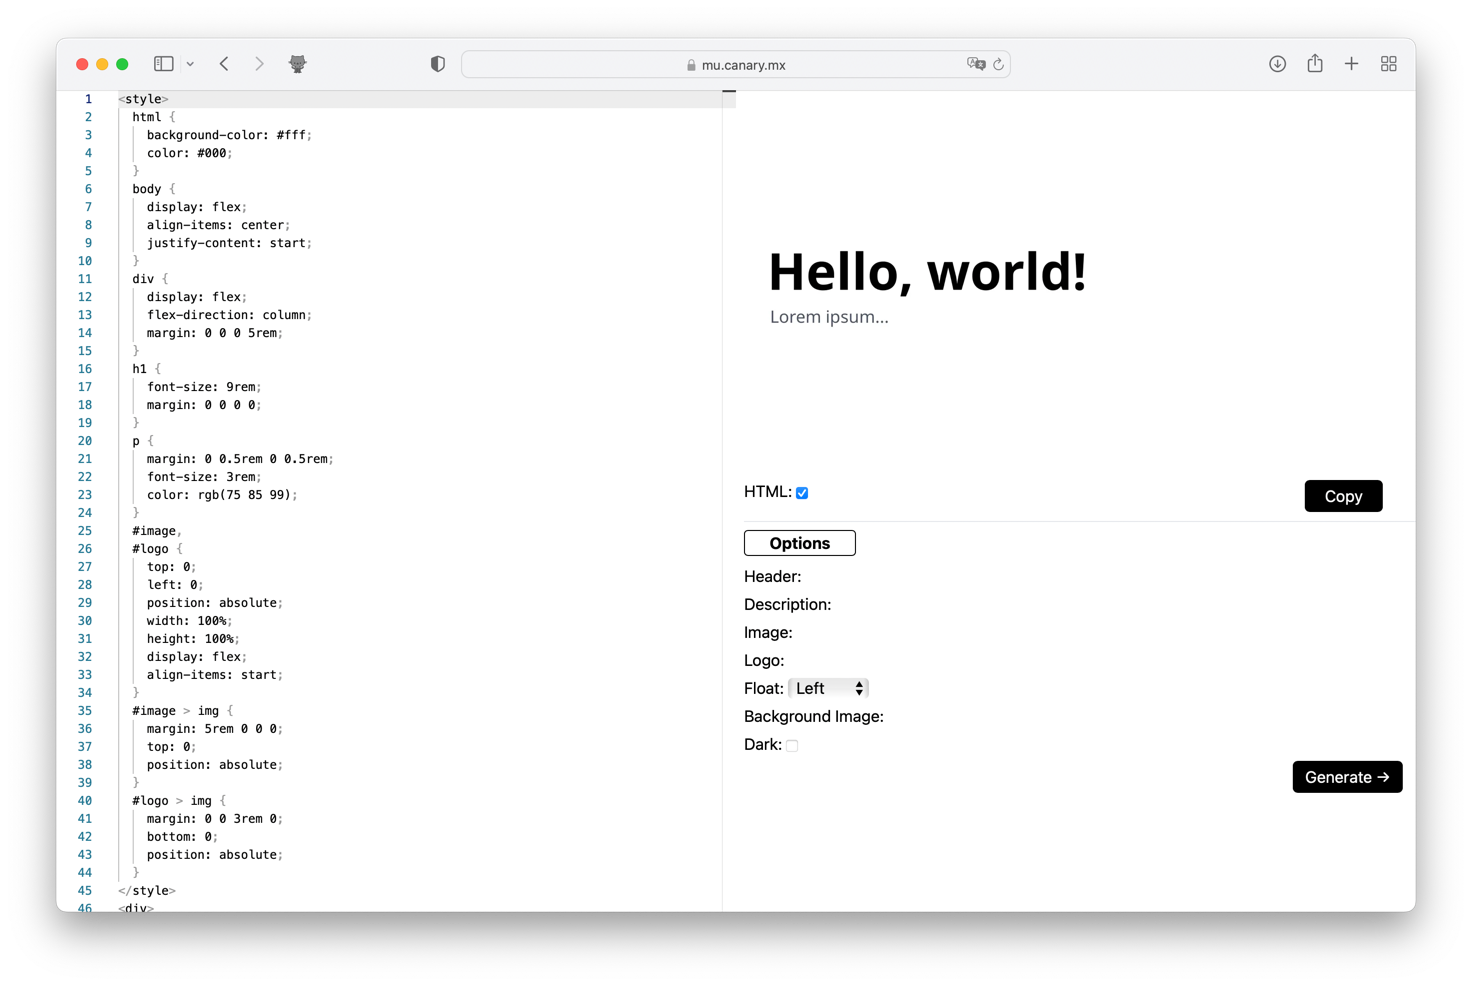 mu.canary.mx
1 <style>
2 html {
3 background-color: #fff;
4 color: #000;
5 }
6 body {
7 display: flex;
8 align-items: center;
9 justify-content: start;
10 }
11 div {
12 display: flex;
13 flex-direction: column;
14 margin: 0 0 0 5rem;
15 }
16 h1 {
17 font-size: 9rem;
18 margin: 0 0 0 0;
19 }
20 p {
21 margin: 0 0.5rem 0 0.5rem;
22 font-size: 3rem;
23 color: rgb(75 85 99);
24 }
25 #image,
26 #logo {
27 top: 0;
28 left: 0;
29 position: absolute;
30 width: 100%;
31 height: 100%;
32 display: flex;
33 align-items: start;
34 }
35 #image > img {
36 margin: 5rem 0 0 0;
37 top: 0;
38 position: absolute;
39 }
40 #logo > img {
41 margin: 0 0 3rem 0;
42 bottom: 0;
43 position: absolute;
44 }
45 </style>
46 <div>
Hello, world!
Lorem ipsum...
HTML:
Copy
Options
Header:
Description:
Image:
Logo:
Float: Left
Background Image:
Dark:
Generate →